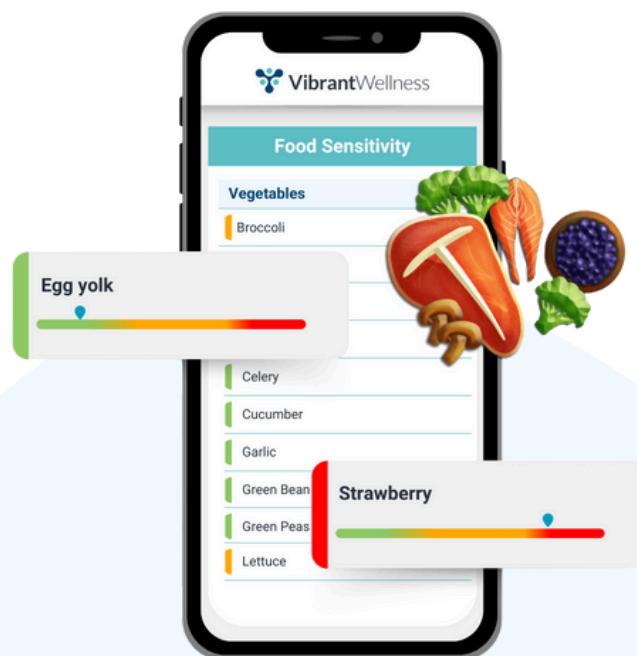 VibrantWellness
Food Sensitivity
Vegetables
Broccoli
Egg yolk
Celery
Cucumber
Garlic
Green Bean
Strawberry
Green Peas
Lettuce